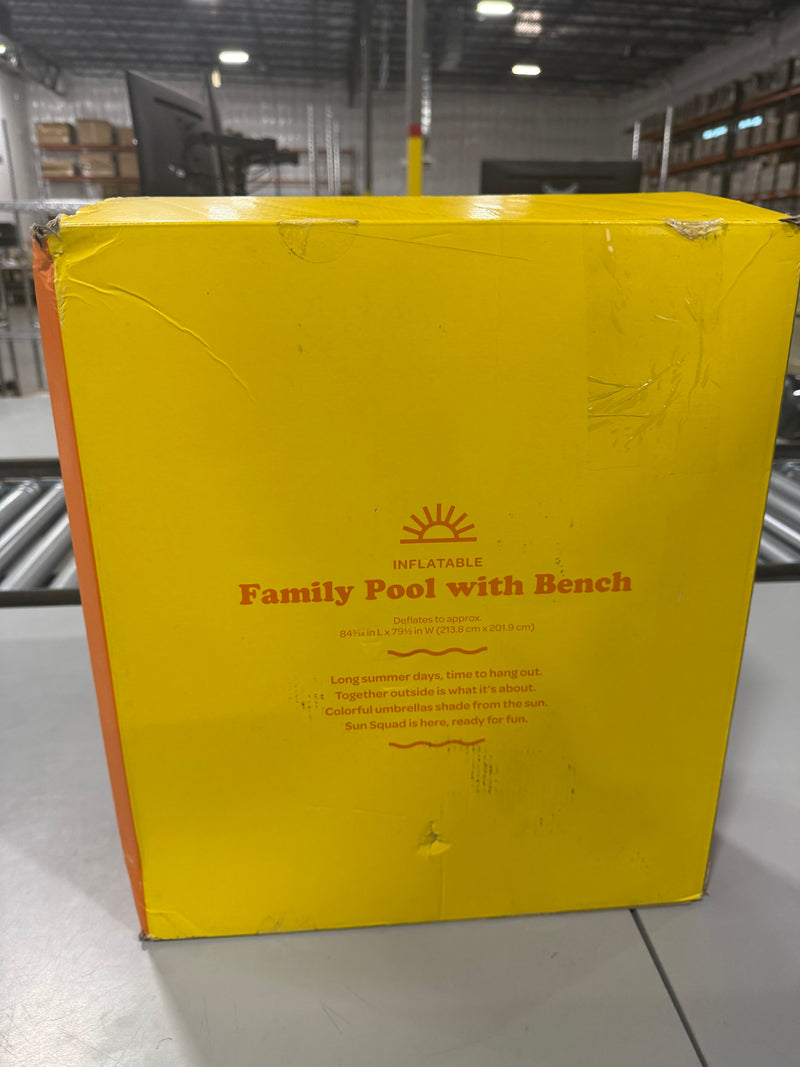 INFLATABLE
Family Pool with Bench
Deflates to approx.
84³⁄₁₆ in L x 79½ in W (213.8 cm x 201.9 cm)
Long summer days, time to hang out.
Together outside is what it's about.
Colorful umbrellas shade from the sun.
Sun Squad is here, ready for fun.